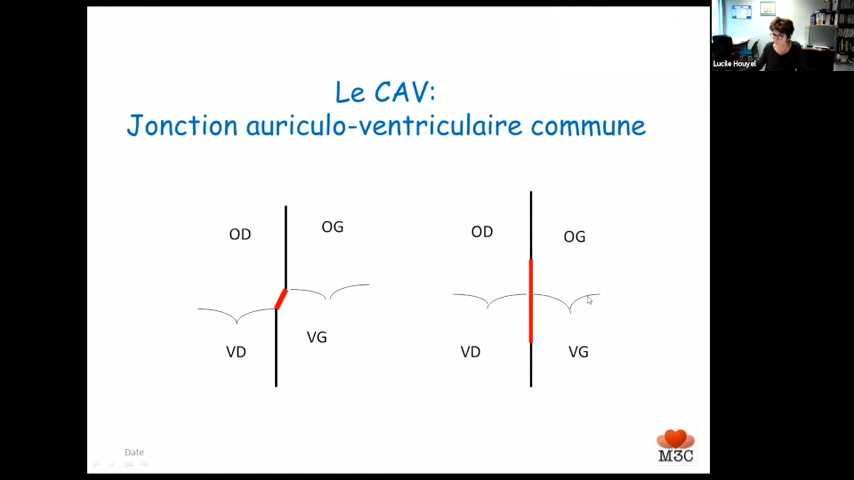 Le CAV:
Jonction auriculo-ventriculaire commune
OD
OG
VD
VG
OD
OG
VD
VG
Date
M3C
Lucile Houyel